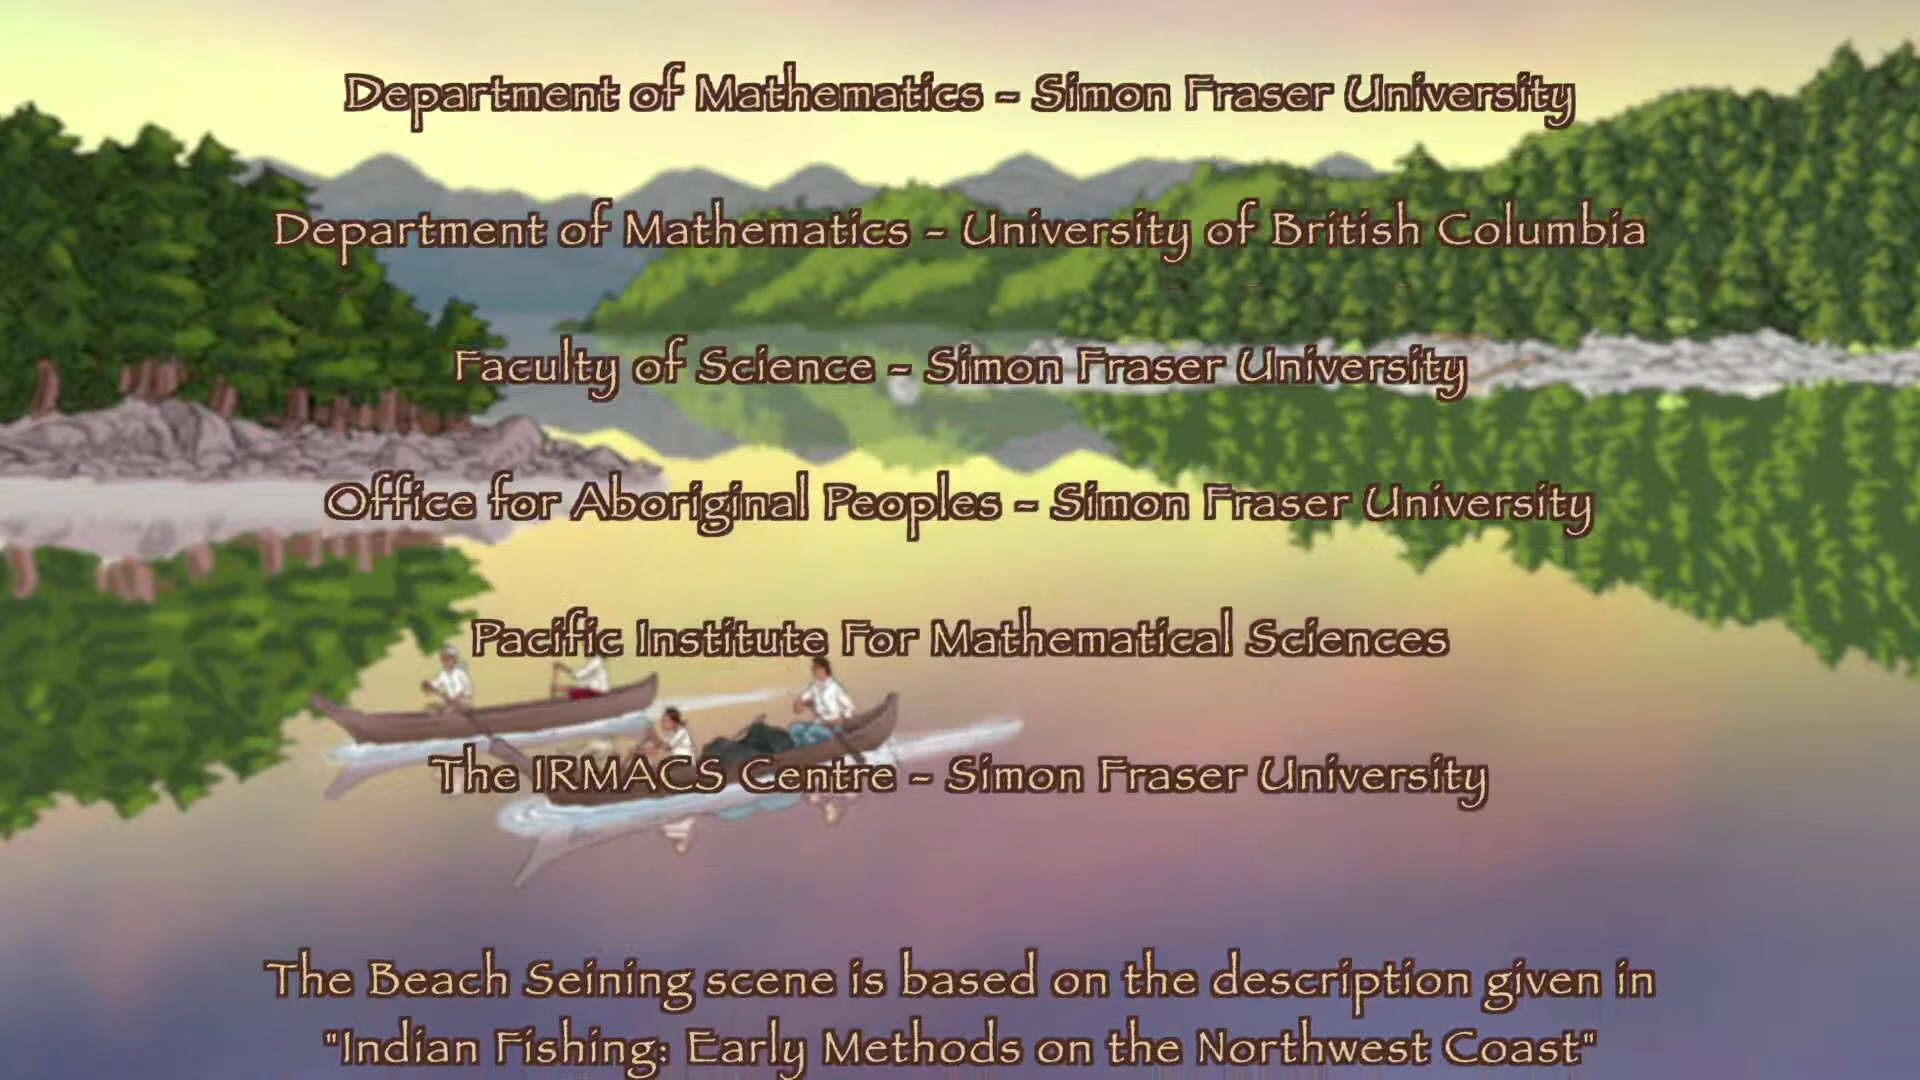 Department of Mathematics - Simon Fraser University
Department of Mathematics - University of British Columbia
Faculty of Science - Simon Fraser University
Office for Aboriginal Peoples - Simon Fraser University
Pacific Institute For Mathematical Sciences
The IRMACS Centre - Simon Fraser University
The Beach Seining scene is based on the description given in
"Indian Fishing: Early Methods on the Northwest Coast"